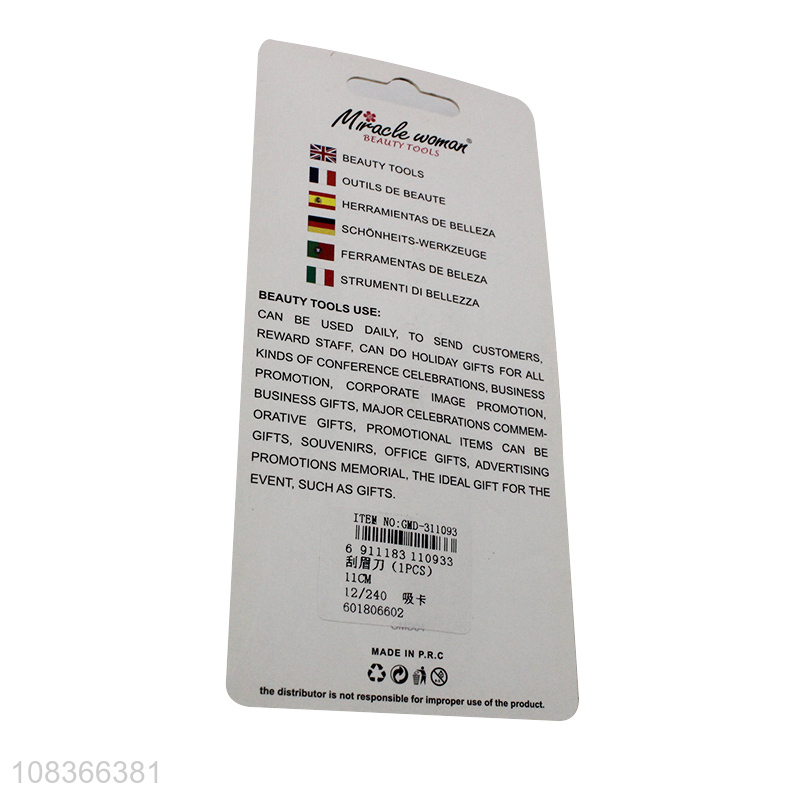 Miracle woman®
BEAUTY TOOLS
BEAUTY TOOLS
OUTILS DE BEAUTE
HERRAMIENTAS DE BELLEZA
SCHÖNHEITS-WERKZEUGE
FERRAMENTAS DE BELEZA
STRUMENTI DI BELLEZZA
BEAUTY TOOLS USE:
CAN BE USED DAILY, TO SEND CUSTOMERS,
REWARD STAFF, CAN DO HOLIDAY GIFTS FOR ALL
KINDS OF CONFERENCE CELEBRATIONS, BUSINESS
PROMOTION, CORPORATE IMAGE PROMOTION,
BUSINESS GIFTS, MAJOR CELEBRATIONS COMMEM-
ORATIVE GIFTS, PROMOTIONAL ITEMS CAN BE
GIFTS, SOUVENIRS, OFFICE GIFTS, ADVERTISING
PROMOTIONS MEMORIAL, THE IDEAL GIFT FOR THE
EVENT, SUCH AS GIFTS.
ITEM NO:GMD-311093
6 911183 110933
刮眉刀 (1PCS)
11CM
12/240 吸卡
601806602
MADE IN P.R.C
the distributor is not responsible for improper use of the product.
108366381